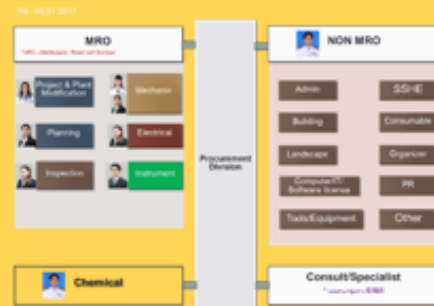 MRO
Project & Plant
Modification
Mechanic
Planning
Electrical
Inspection
Instrument
Procurement
Division
NON MRO
Admin
SSHE
Building
Consumable
Landscape
Organizer
Computer/IT/
Software license
PR
Tools/Equipment
Other
Chemical
Consult/Specialist